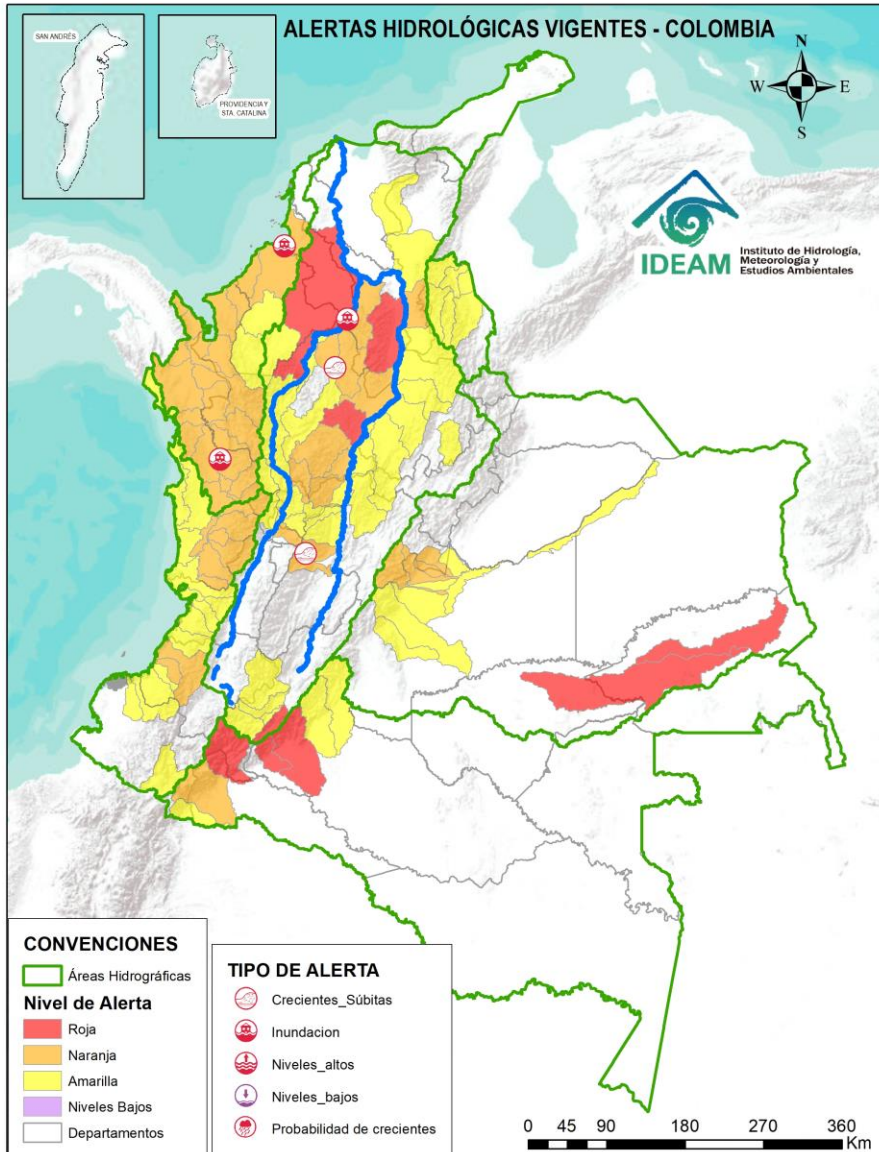 ALERTAS HIDROLÓGICAS VIGENTES - COLOMBIA
SAN ANDRÉS
PROVIDENCIA Y
STA. CATALINA
N
W
E
S
IDEAM
Instituto de Hidrología,
Meteorología y
Estudios Ambientales
CONVENCIONES
Áreas Hidrográficas
Nivel de Alerta
Roja
Naranja
Amarilla
Niveles Bajos
Departamentos
TIPO DE ALERTA
Crecientes_Súbitas
Inundacion
Niveles_altos
Niveles_bajos
Probabilidad de crecientes
0 45 90 180 270 360
Km